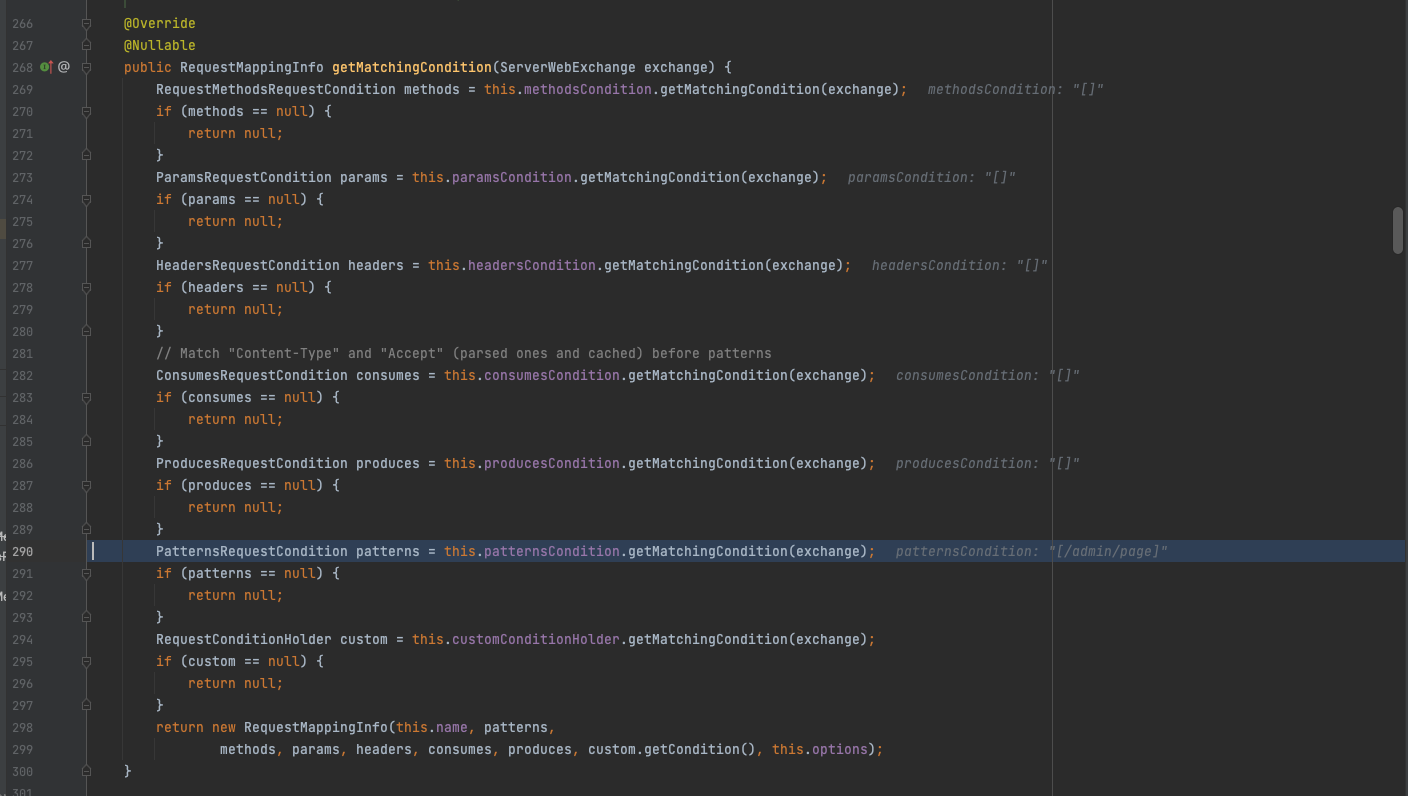 266 @Override
267 @Nullable
268 @ public RequestMappingInfo getMatchingCondition(ServerWebExchange exchange) {
269 RequestMethodsRequestCondition methods = this.methodsCondition.getMatchingCondition(exchange); methodsCondition: "[]"
270 if (methods == null) {
271 return null;
272 }
273 ParamsRequestCondition params = this.paramsCondition.getMatchingCondition(exchange); paramsCondition: "[]"
274 if (params == null) {
275 return null;
276 }
277 HeadersRequestCondition headers = this.headersCondition.getMatchingCondition(exchange); headersCondition: "[]"
278 if (headers == null) {
279 return null;
280 }
281 // Match "Content-Type" and "Accept" (parsed ones and cached) before patterns
282 ConsumesRequestCondition consumes = this.consumesCondition.getMatchingCondition(exchange); consumesCondition: "[]"
283 if (consumes == null) {
284 return null;
285 }
286 ProducesRequestCondition produces = this.producesCondition.getMatchingCondition(exchange); producesCondition: "[]"
287 if (produces == null) {
288 return null;
289 }
290 PatternsRequestCondition patterns = this.patternsCondition.getMatchingCondition(exchange); patternsCondition: "[/admin/page]"
291 if (patterns == null) {
292 return null;
293 }
294 RequestConditionHolder custom = this.customConditionHolder.getMatchingCondition(exchange);
295 if (custom == null) {
296 return null;
297 }
298 return new RequestMappingInfo(this.name, patterns,
299 methods, params, headers, consumes, produces, custom.getCondition(), this.options);
300 }
301